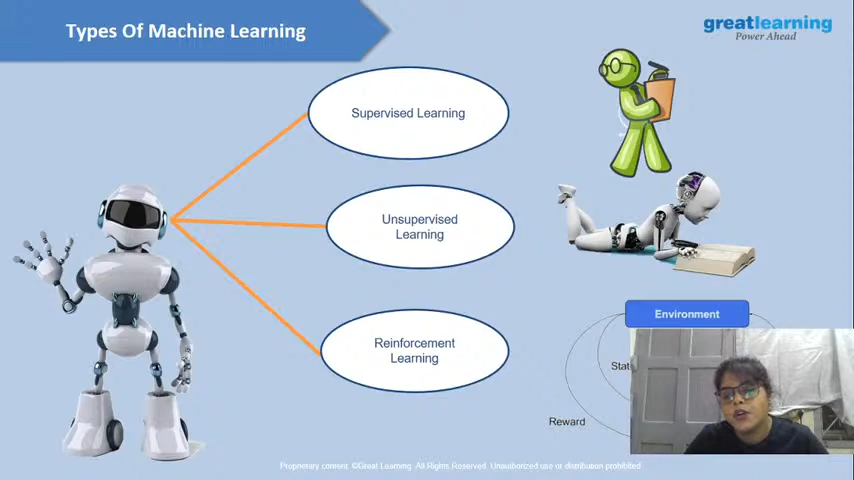 Types Of Machine Learning
greatlearning
Power Ahead
Supervised Learning
Unsupervised
Learning
Reinforcement
Learning
Environment
Reward
Proprietary content. ©Great Learning. All Rights Reserved. Unauthorized use or distribution prohibited